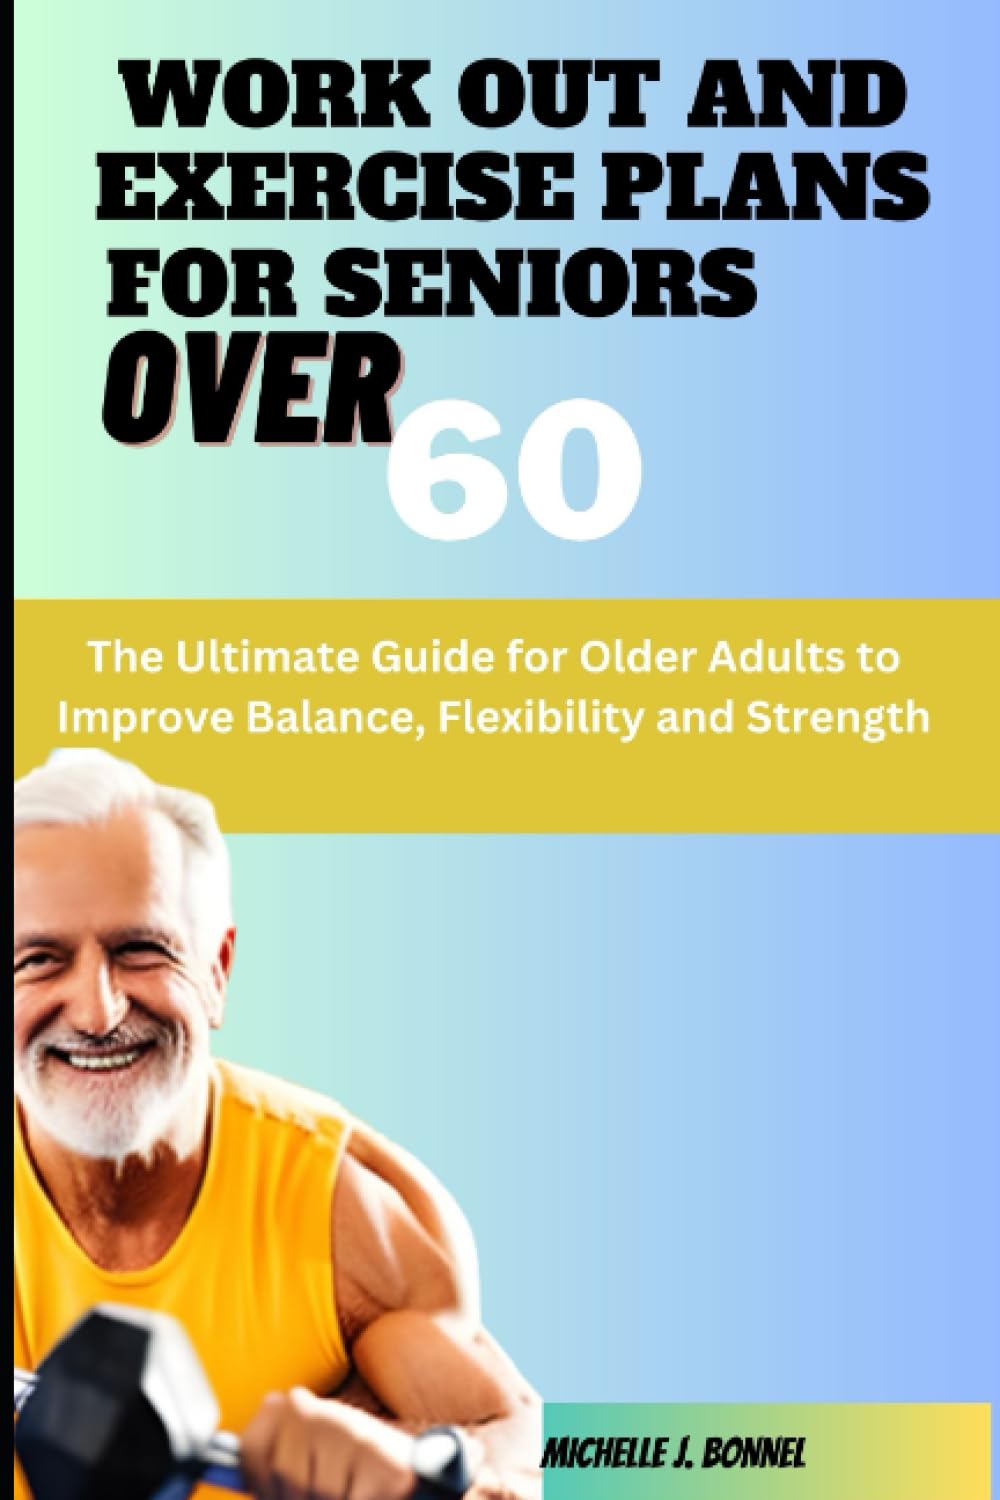 WORK OUT AND
EXERCISE PLANS
FOR SENIORS
OVER
60
The Ultimate Guide for Older Adults to
Improve Balance, Flexibility and Strength
MICHELLE J. BONNEL